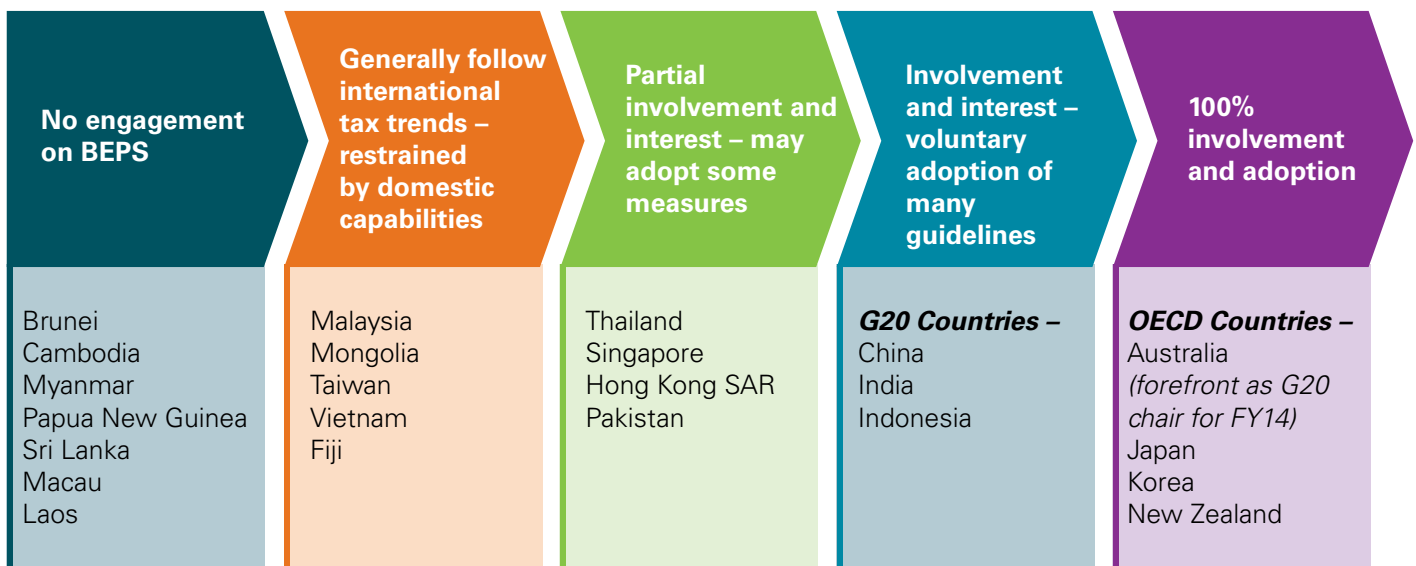 No engagement
on BEPS
Generally follow
international
tax trends –
restrained
by domestic
capabilities
Partial
involvement and
interest – may
adopt some
measures
Involvement
and interest –
voluntary
adoption of
many
guidelines
100%
involvement
and adoption
Brunei
Cambodia
Myanmar
Papua New Guinea
Sri Lanka
Macau
Laos
Malaysia
Mongolia
Taiwan
Vietnam
Fiji
Thailand
Singapore
Hong Kong SAR
Pakistan
G20 Countries –
China
India
Indonesia
OECD Countries –
Australia
(forefront as G20
chair for FY14)
Japan
Korea
New Zealand